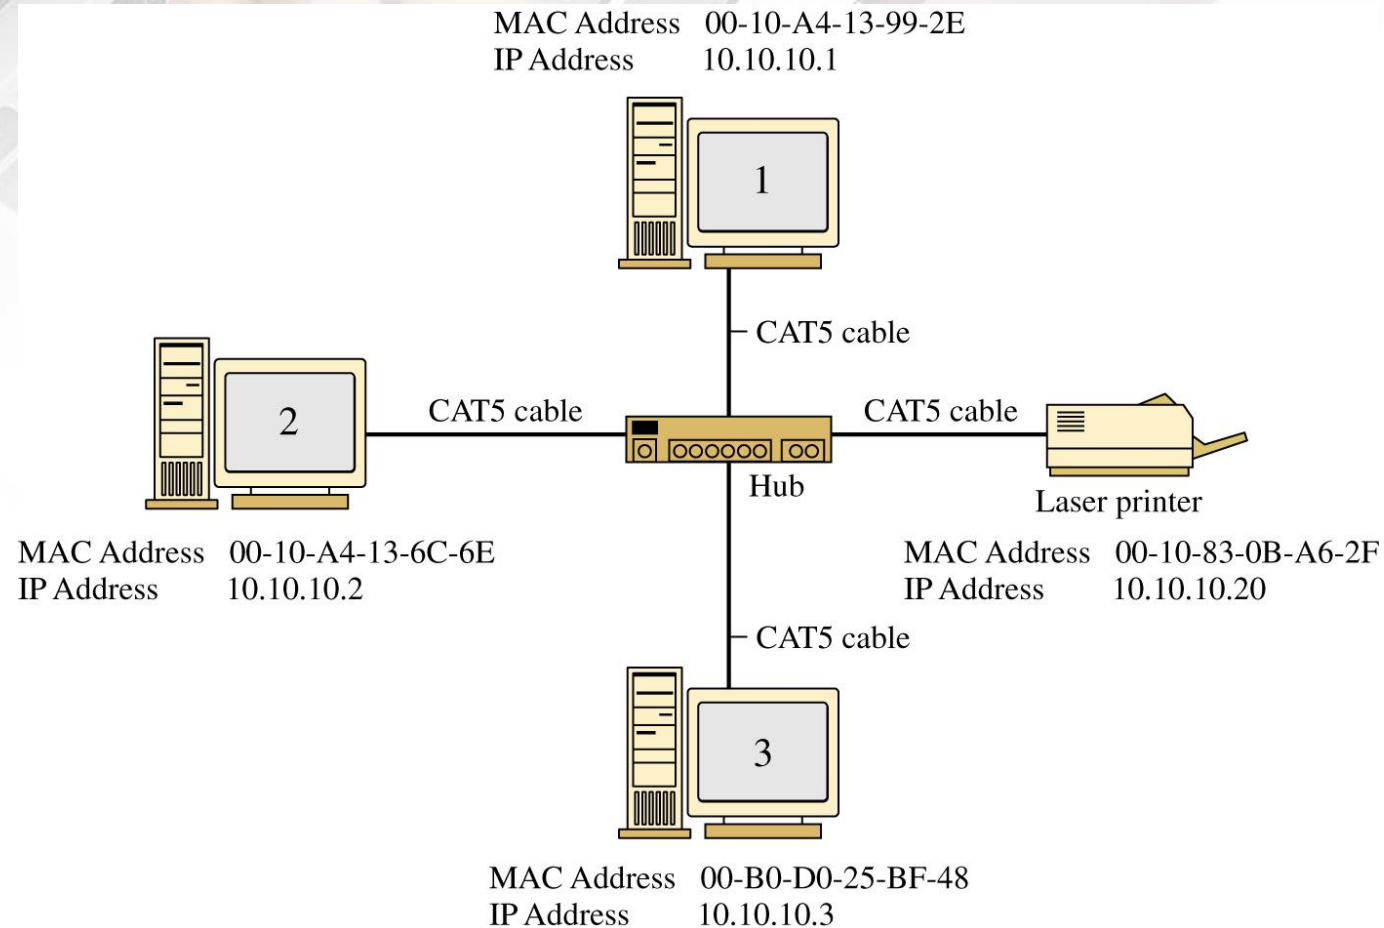 MAC Address 00-10-A4-13-99-2E
IP Address 10.10.10.1
1
CAT5 cable
2
CAT5 cable
CAT5 cable
Hub
Laser printer
MAC Address 00-10-A4-13-6C-6E
IP Address 10.10.10.2
MAC Address 00-10-83-0B-A6-2F
IP Address 10.10.10.20
CAT5 cable
3
MAC Address 00-B0-D0-25-BF-48
IP Address 10.10.10.3